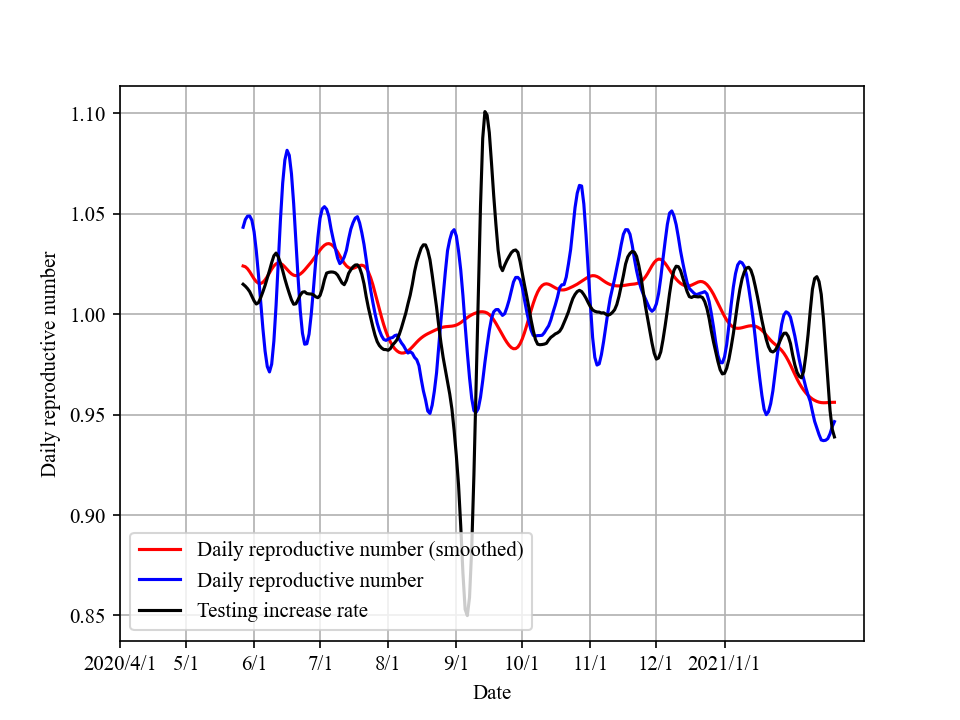 1.10
1.05
1.00
0.95
0.90
0.85
Daily reproductive number
Daily reproductive number (smoothed)
Daily reproductive number
Testing increase rate
2020/4/1 5/1 6/1 7/1 8/1 9/1 10/1 11/1 12/1 2021/1/1
Date